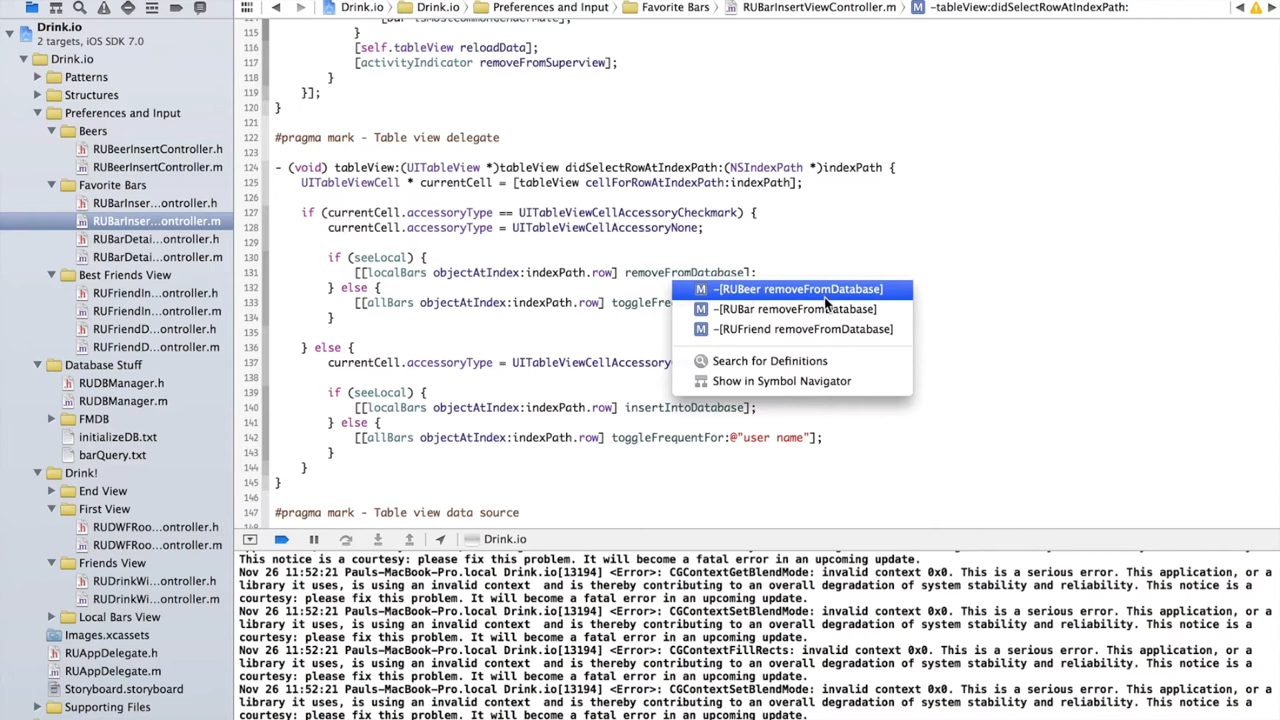 Drink.io
Drink.io
Preferences and Input
Favorite Bars
RUBarInsertViewController.m
-tableView:didSelectRowAtIndexPath:
Drink.io
2 targets, iOS SDK 7.0
Drink.io
Patterns
Structures
Preferences and Input
Beers
RUBeerInsertController.h
RUBeerInsertController.m
Favorite Bars
RUBarInser...ontroller.h
RUBarInser...ontroller.m
RUBarDetai...ontroller.h
RUBarDetai...ontroller.m
Best Friends View
RUFriendIn...ontroller.h
RUFriendIn...ontroller.m
RUFriendD...ontroller.h
RUFriendD...ontroller.m
Database Stuff
RUDBManager.h
RUDBManager.m
FMDB
initializeDB.txt
barQuery.txt
Drink!
End View
First View
RUDWFRoo...ontroller.h
RUDWFRoo...ontroller.m
Friends View
RUDrinkWi...ontroller.h
RUDrinkWi...ontroller.m
Local Bars View
Images.xcassets
RUAppDelegate.h
RUAppDelegate.m
Storyboard.storyboard
Supporting Files
115 }
116 [self.tableView reloadData];
117 [activityIndicator removeFromSuperview];
118 }
119 }];
120 }
121
122 #pragma mark - Table view delegate
123
124 - (void) tableView:(UITableView *)tableView didSelectRowAtIndexPath:(NSIndexPath *)indexPath {
125 UITableViewCell * currentCell = [tableView cellForRowAtIndexPath:indexPath];
126
127 if (currentCell.accessoryType == UITableViewCellAccessoryCheckmark) {
128 currentCell.accessoryType = UITableViewCellAccessoryNone;
129
130 if (seeLocal) {
131 [[localBars objectAtIndex:indexPath.row] removeFromDatabase];
132 } else {
133 [[allBars objectAtIndex:indexPath.row] toggleFre
134 }
135
136 } else {
137 currentCell.accessoryType = UITableViewCellAccessory
138
139 if (seeLocal) {
140 [[localBars objectAtIndex:indexPath.row] insertIntoDatabase];
141 } else {
142 [[allBars objectAtIndex:indexPath.row] toggleFrequentFor:@"user name"];
143 }
144 }
145 }
146
147 #pragma mark - Table view data source
M -[RUBeer removeFromDatabase]
M -[RUBar removeFromDatabase]
M -[RUFriend removeFromDatabase]
Search for Definitions
Show in Symbol Navigator
Drink.io
This notice is a courtesy: please fix this problem. It will become a fatal error in an upcoming update.
Nov 26 11:52:21 Pauls-MacBook-Pro.local Drink.io[13194] <Error>: CGContextGetBlendMode: invalid context 0x0. This is a serious error. This application, or a
library it uses, is using an invalid context and is thereby contributing to an overall degradation of system stability and reliability. This notice is a
courtesy: please fix this problem. It will become a fatal error in an upcoming update.
Nov 26 11:52:21 Pauls-MacBook-Pro.local Drink.io[13194] <Error>: CGContextSetBlendMode: invalid context 0x0. This is a serious error. This application, or a
library it uses, is using an invalid context and is thereby contributing to an overall degradation of system stability and reliability. This notice is a
courtesy: please fix this problem. It will become a fatal error in an upcoming update.
Nov 26 11:52:21 Pauls-MacBook-Pro.local Drink.io[13194] <Error>: CGContextFillRects: invalid context 0x0. This is a serious error. This application, or a
library it uses, is using an invalid context and is thereby contributing to an overall degradation of system stability and reliability. This notice is a
courtesy: please fix this problem. It will become a fatal error in an upcoming update.
Nov 26 11:52:21 Pauls-MacBook-Pro.local Drink.io[13194] <Error>: CGContextSetBlendMode: invalid context 0x0. This is a serious error. This application, or a
library it uses, is using an invalid context and is thereby contributing to an overall degradation of system stability and reliability. This notice is a
courtesy: please fix this problem. It will become a fatal error in an upcoming update.